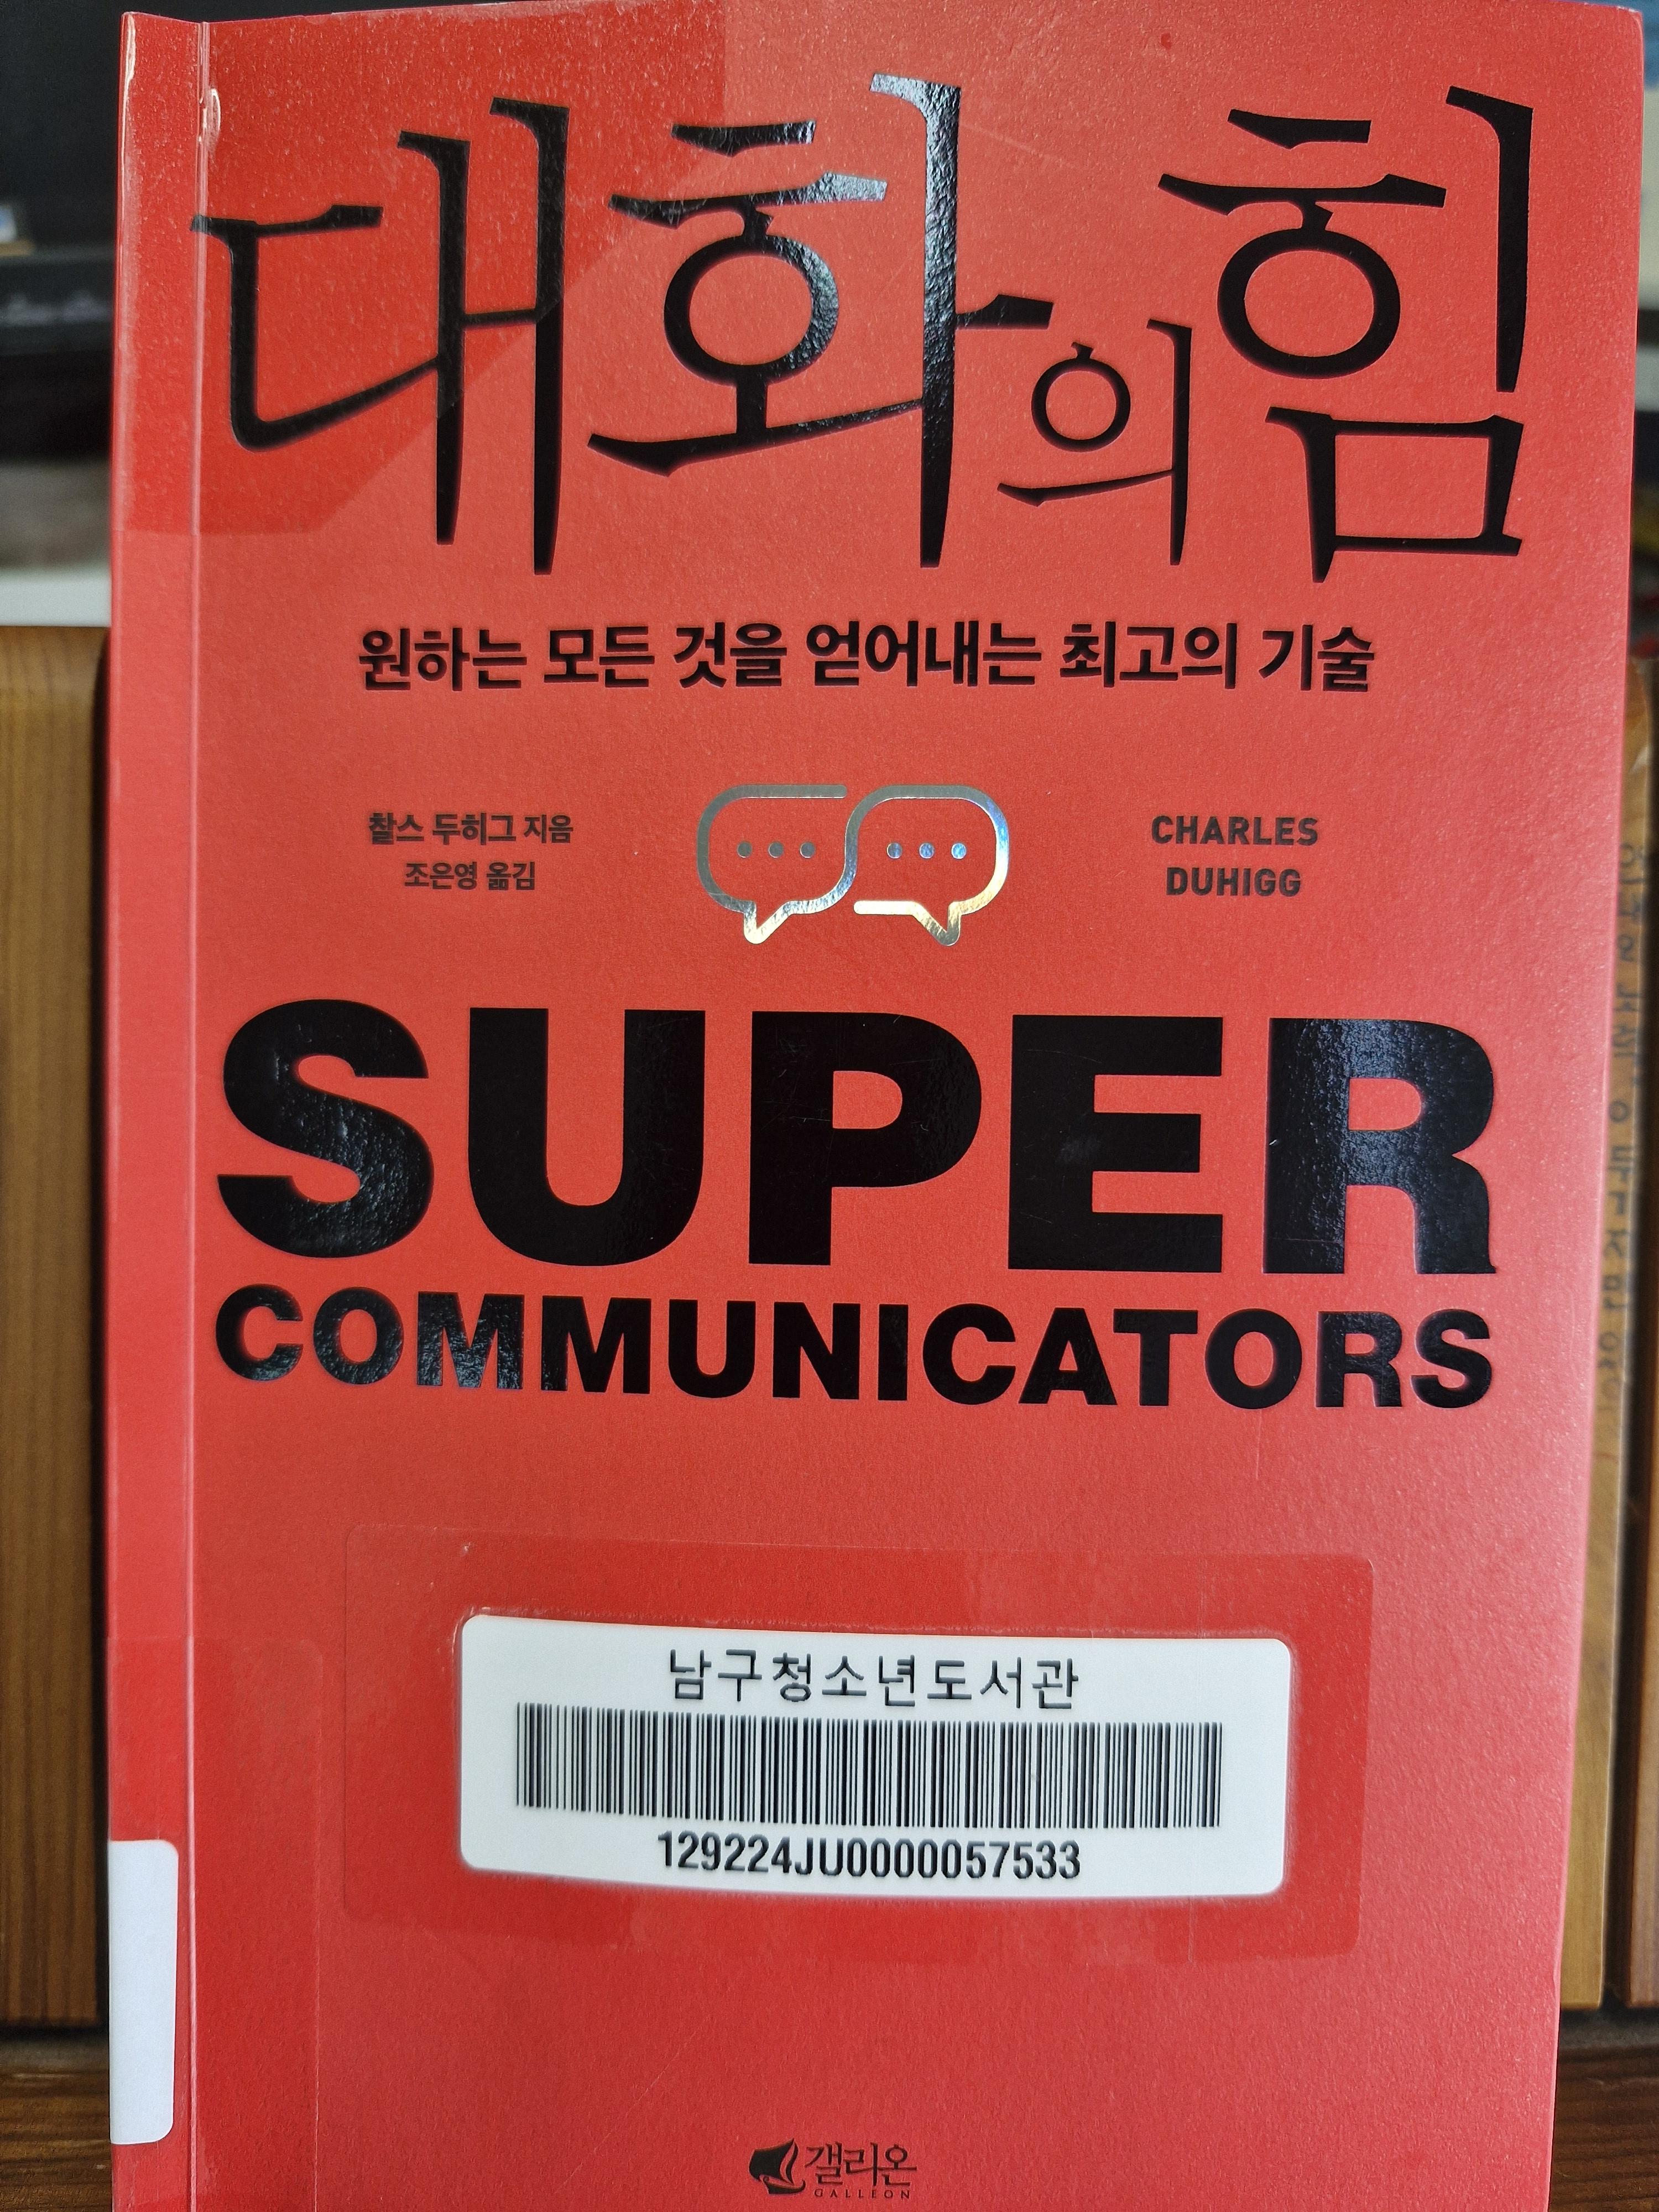 대화의 힘
원하는 모든 것을 얻어내는 최고의 기술
찰스 두히그 지음
조은영 옮김
CHARLES
DUHIGG
SUPER
COMMUNICATORS
남구청소년도서관
129224JU0000057533
갤리온
GALLEON